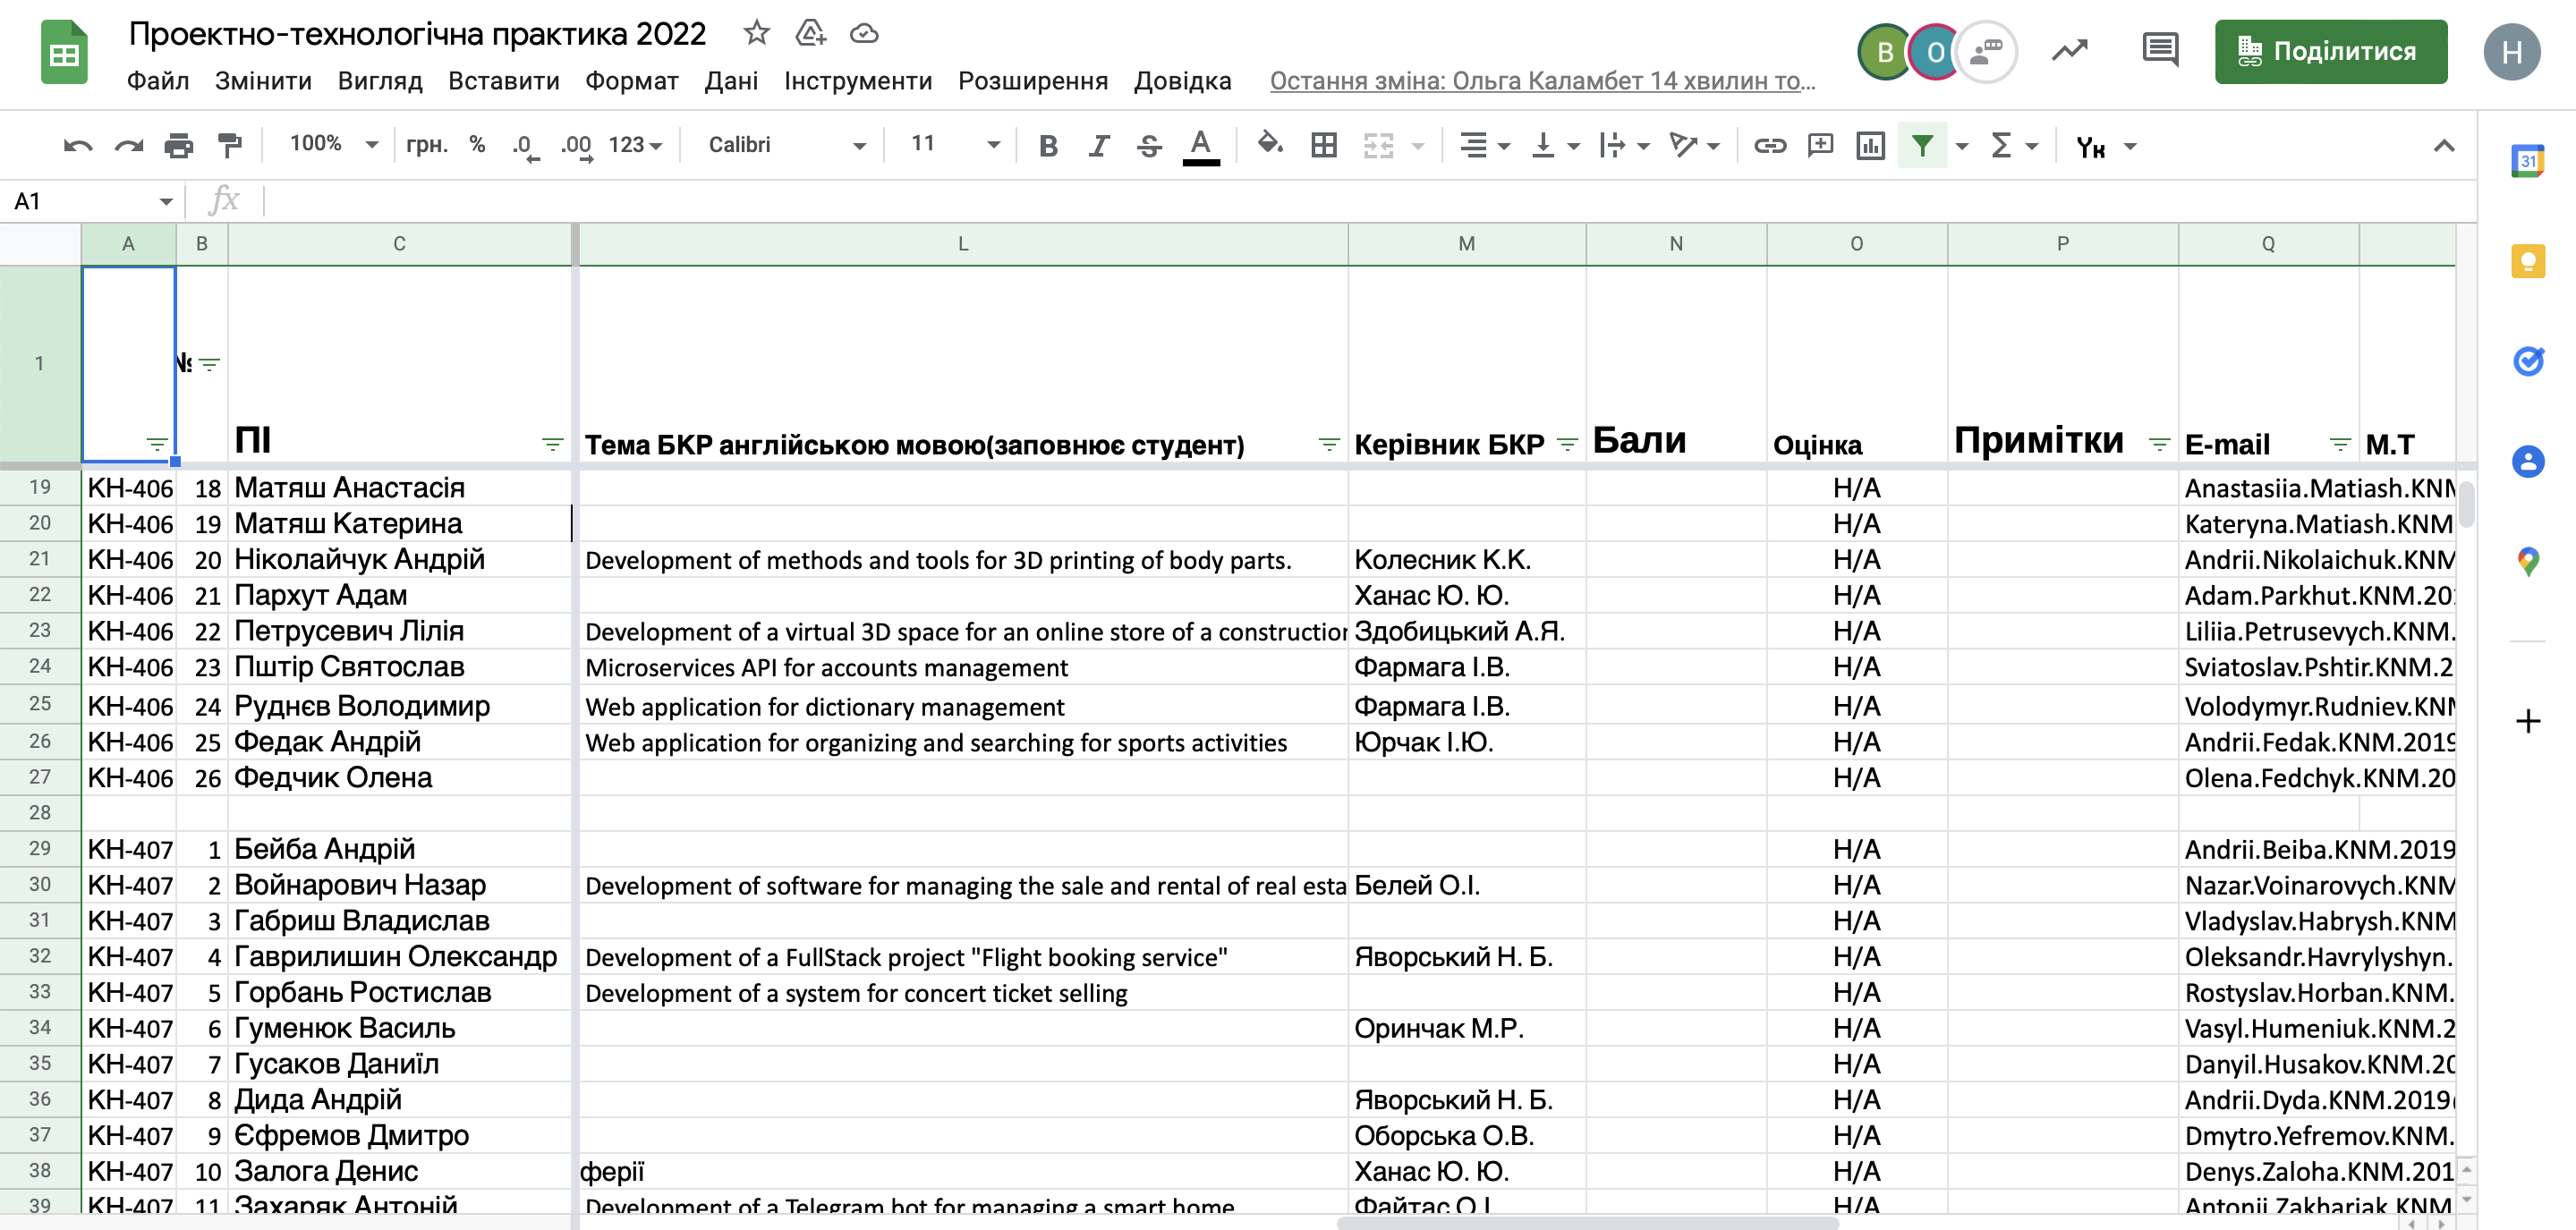 Проектно-технологічна практика 2022
Файл Змінити Вигляд Вставити Формат Дані Інструменти Розширення Довідка Остання зміна: Ольга Каламбет 14 хвилин то...
B O Поділитися H
100% грн. % .0 .00 123 Calibri 11 B I S A Σ Ук 31
A1 fx
A B C L M N O P Q
1 № ПІ Тема БКР англійською мовою(заповнює студент) Керівник БКР Бали Оцінка Примітки E-mail М.Т
19 КН-406 18 Матяш Анастасія Н/А Anastasiia.Matiash.KNM
20 КН-406 19 Матяш Катерина Н/А Kateryna.Matiash.KNM
21 КН-406 20 Ніколайчук Андрій Development of methods and tools for 3D printing of body parts. Колесник К.К. Н/А Andrii.Nikolaichuk.KNM
22 КН-406 21 Пархут Адам Ханас Ю. Ю. Н/А Adam.Parkhut.KNM.20
23 КН-406 22 Петрусевич Лілія Development of a virtual 3D space for an online store of a construction Здобицький А.Я. Н/А Liliia.Petrusevych.KNM.
24 КН-406 23 Пштір Святослав Microservices API for accounts management Фармага І.В. Н/А Sviatoslav.Pshtir.KNM.2
25 КН-406 24 Руднєв Володимир Web application for dictionary management Фармага І.В. Н/А Volodymyr.Rudniev.KNM
26 КН-406 25 Федак Андрій Web application for organizing and searching for sports activities Юрчак І.Ю. Н/А Andrii.Fedak.KNM.2019
27 КН-406 26 Федчик Олена Н/А Olena.Fedchyk.KNM.20
28
29 КН-407 1 Бейба Андрій Н/А Andrii.Beiba.KNM.2019
30 КН-407 2 Войнарович Назар Development of software for managing the sale and rental of real esta Белей О.І. Н/А Nazar.Voinarovych.KNM
31 КН-407 3 Габриш Владислав Н/А Vladyslav.Habrysh.KNM
32 КН-407 4 Гаврилишин Олександр Development of a FullStack project "Flight booking service" Яворський Н. Б. Н/А Oleksandr.Havrylyshyn.
33 КН-407 5 Горбань Ростислав Development of a system for concert ticket selling Н/А Rostyslav.Horban.KNM.
34 КН-407 6 Гуменюк Василь Оринчак М.Р. Н/А Vasyl.Humeniuk.KNM.2
35 КН-407 7 Гусаков Даниїл Н/А Danyil.Husakov.KNM.20
36 КН-407 8 Дида Андрій Яворський Н. Б. Н/А Andrii.Dyda.KNM.2019
37 КН-407 9 Єфремов Дмитро Оборська О.В. Н/А Dmytro.Yefremov.KNM.
38 КН-407 10 Залога Денис ферії Ханас Ю. Ю. Н/А Denys.Zaloha.KNM.201
39 КН-407 11 Захаряк Антоній Development of a Telegram bot for managing a smart home Файтас О.І. Н/А Antonii.Zakhariak.KNM